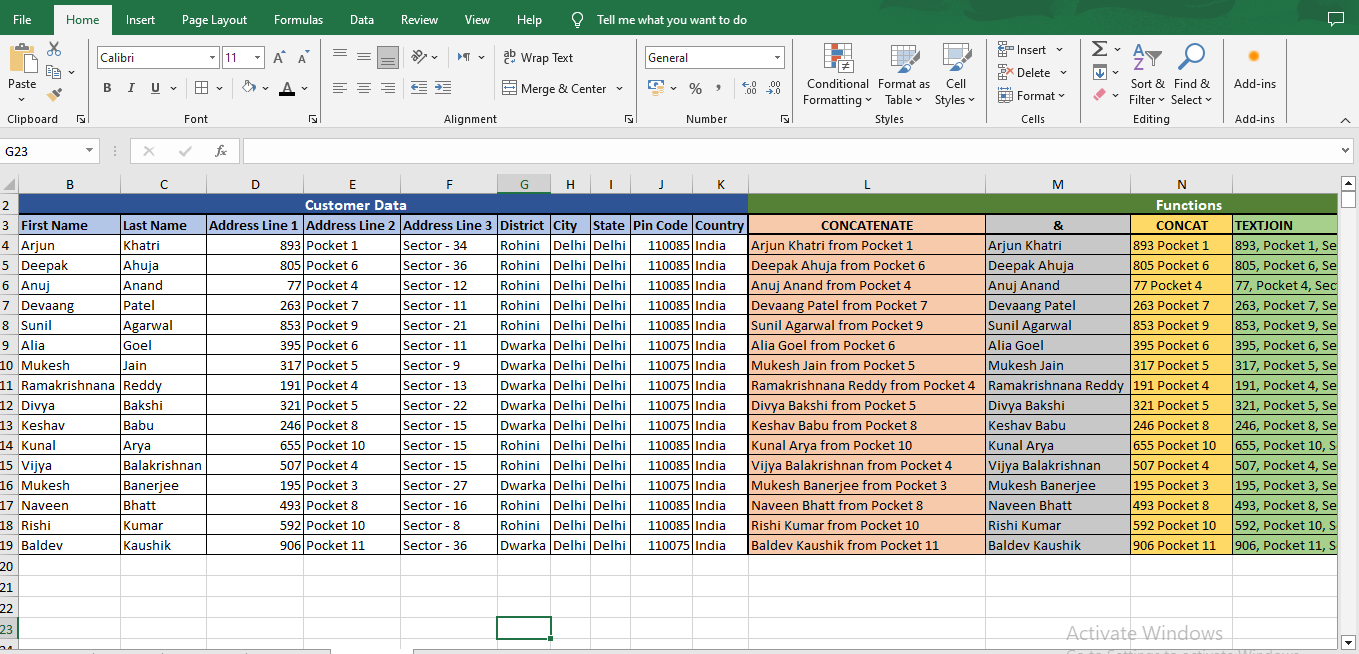 File Home Insert Page Layout Formulas Data Review View Help Tell me what you want to do
Paste
Clipboard
Calibri 11 A A
B I U A
Font
ab Wrap Text
Merge & Center
Alignment
General
% , .00
Number
Conditional Formatting
Format as Table
Cell Styles
Styles
Insert
Delete
Format
Cells
Sort & Filter
Find & Select
Editing
Add-ins
Add-ins
G23 fx
B C D E F G H I J K L M N
2 Customer Data Functions
3 First Name Last Name Address Line 1 Address Line 2 Address Line 3 District City State Pin Code Country CONCATENATE & CONCAT TEXTJOIN
4 Arjun Khatri 893 Pocket 1 Sector - 34 Rohini Delhi Delhi 110085 India Arjun Khatri from Pocket 1 Arjun Khatri 893 Pocket 1 893, Pocket 1, Se
5 Deepak Ahuja 805 Pocket 6 Sector - 36 Rohini Delhi Delhi 110085 India Deepak Ahuja from Pocket 6 Deepak Ahuja 805 Pocket 6 805, Pocket 6, Se
6 Anuj Anand 77 Pocket 4 Sector - 12 Rohini Delhi Delhi 110085 India Anuj Anand from Pocket 4 Anuj Anand 77 Pocket 4 77, Pocket 4, Sec
7 Devaang Patel 263 Pocket 7 Sector - 11 Rohini Delhi Delhi 110085 India Devaang Patel from Pocket 7 Devaang Patel 263 Pocket 7 263, Pocket 7, Se
8 Sunil Agarwal 853 Pocket 9 Sector - 21 Rohini Delhi Delhi 110085 India Sunil Agarwal from Pocket 9 Sunil Agarwal 853 Pocket 9 853, Pocket 9, Se
9 Alia Goel 395 Pocket 6 Sector - 11 Dwarka Delhi Delhi 110075 India Alia Goel from Pocket 6 Alia Goel 395 Pocket 6 395, Pocket 6, Se
10 Mukesh Jain 317 Pocket 5 Sector - 9 Dwarka Delhi Delhi 110075 India Mukesh Jain from Pocket 5 Mukesh Jain 317 Pocket 5 317, Pocket 5, Se
11 Ramakrishnana Reddy 191 Pocket 4 Sector - 13 Dwarka Delhi Delhi 110075 India Ramakrishnana Reddy from Pocket 4 Ramakrishnana Reddy 191 Pocket 4 191, Pocket 4, Se
12 Divya Bakshi 321 Pocket 5 Sector - 22 Dwarka Delhi Delhi 110075 India Divya Bakshi from Pocket 5 Divya Bakshi 321 Pocket 5 321, Pocket 5, Se
13 Keshav Babu 246 Pocket 8 Sector - 15 Dwarka Delhi Delhi 110075 India Keshav Babu from Pocket 8 Keshav Babu 246 Pocket 8 246, Pocket 8, Se
14 Kunal Arya 655 Pocket 10 Sector - 15 Rohini Delhi Delhi 110085 India Kunal Arya from Pocket 10 Kunal Arya 655 Pocket 10 655, Pocket 10, S
15 Vijya Balakrishnan 507 Pocket 4 Sector - 15 Rohini Delhi Delhi 110085 India Vijya Balakrishnan from Pocket 4 Vijya Balakrishnan 507 Pocket 4 507, Pocket 4, Se
16 Mukesh Banerjee 195 Pocket 3 Sector - 27 Dwarka Delhi Delhi 110075 India Mukesh Banerjee from Pocket 3 Mukesh Banerjee 195 Pocket 3 195, Pocket 3, Se
17 Naveen Bhatt 493 Pocket 8 Sector - 16 Rohini Delhi Delhi 110085 India Naveen Bhatt from Pocket 8 Naveen Bhatt 493 Pocket 8 493, Pocket 8, Se
18 Rishi Kumar 592 Pocket 10 Sector - 8 Rohini Delhi Delhi 110085 India Rishi Kumar from Pocket 10 Rishi Kumar 592 Pocket 10 592, Pocket 10, S
19 Baldev Kaushik 906 Pocket 11 Sector - 36 Dwarka Delhi Delhi 110075 India Baldev Kaushik from Pocket 11 Baldev Kaushik 906 Pocket 11 906, Pocket 11, S
20
21
22
23
Activate Windows